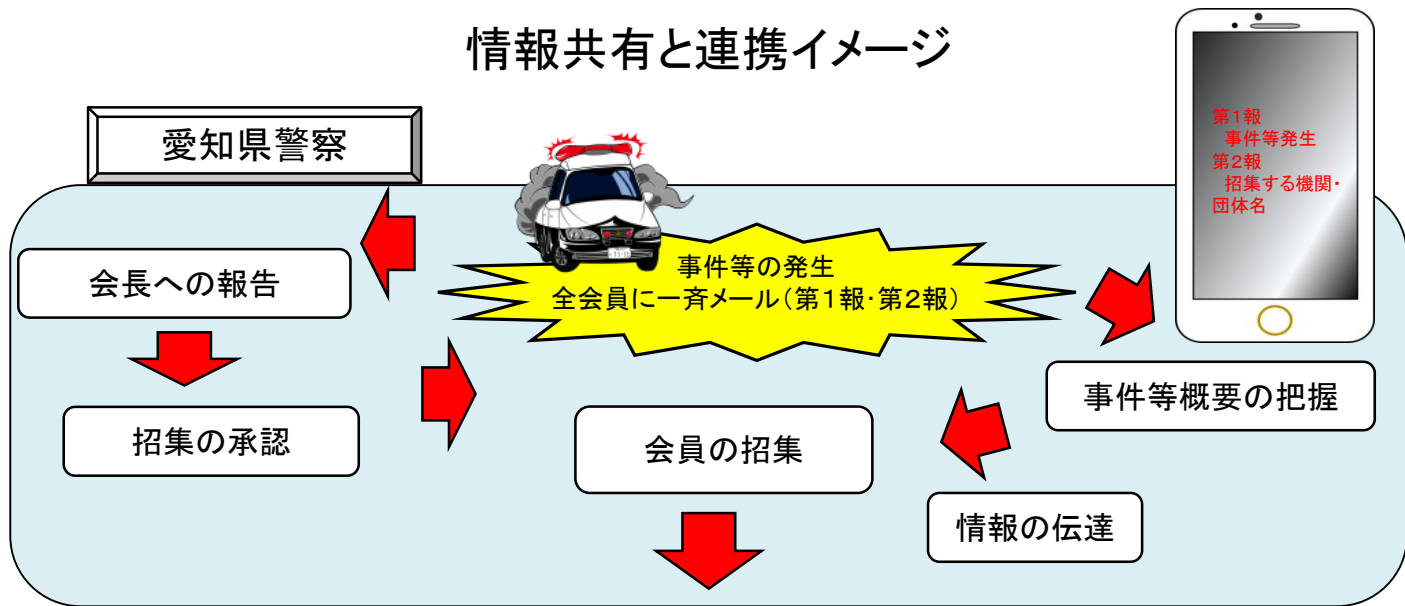 情報共有と連携イメージ
愛知県警察
第1報
事件等発生
第2報
招集する機関・
団体名
事件等の発生
全会員に一斉メール（第1報・第2報）
会長への報告
招集の承認
会員の招集
事件等概要の把握
情報の伝達